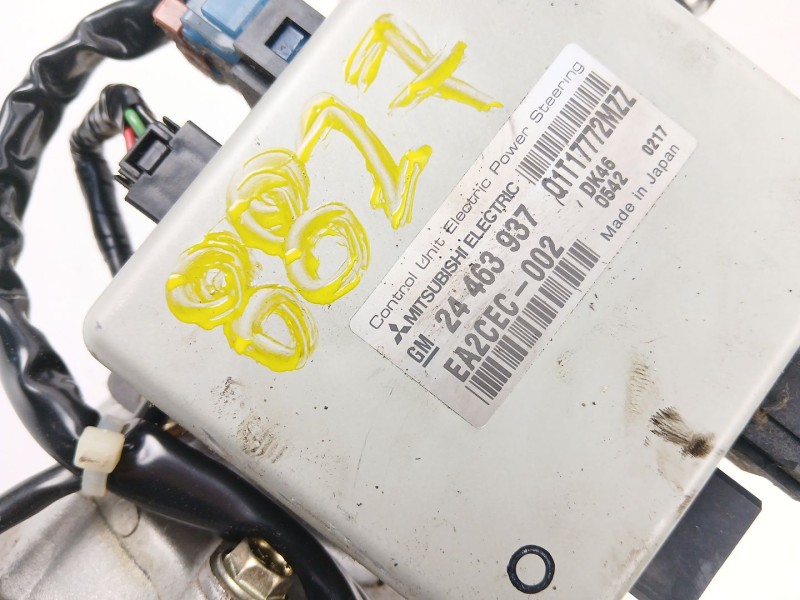 Control Unit Electric Power Steering
MITSUBISHI ELECTRIC Q1T17772MZZ
GM 24 463 937 DK46
EA2CEC-002 0542 0217
Made in Japan